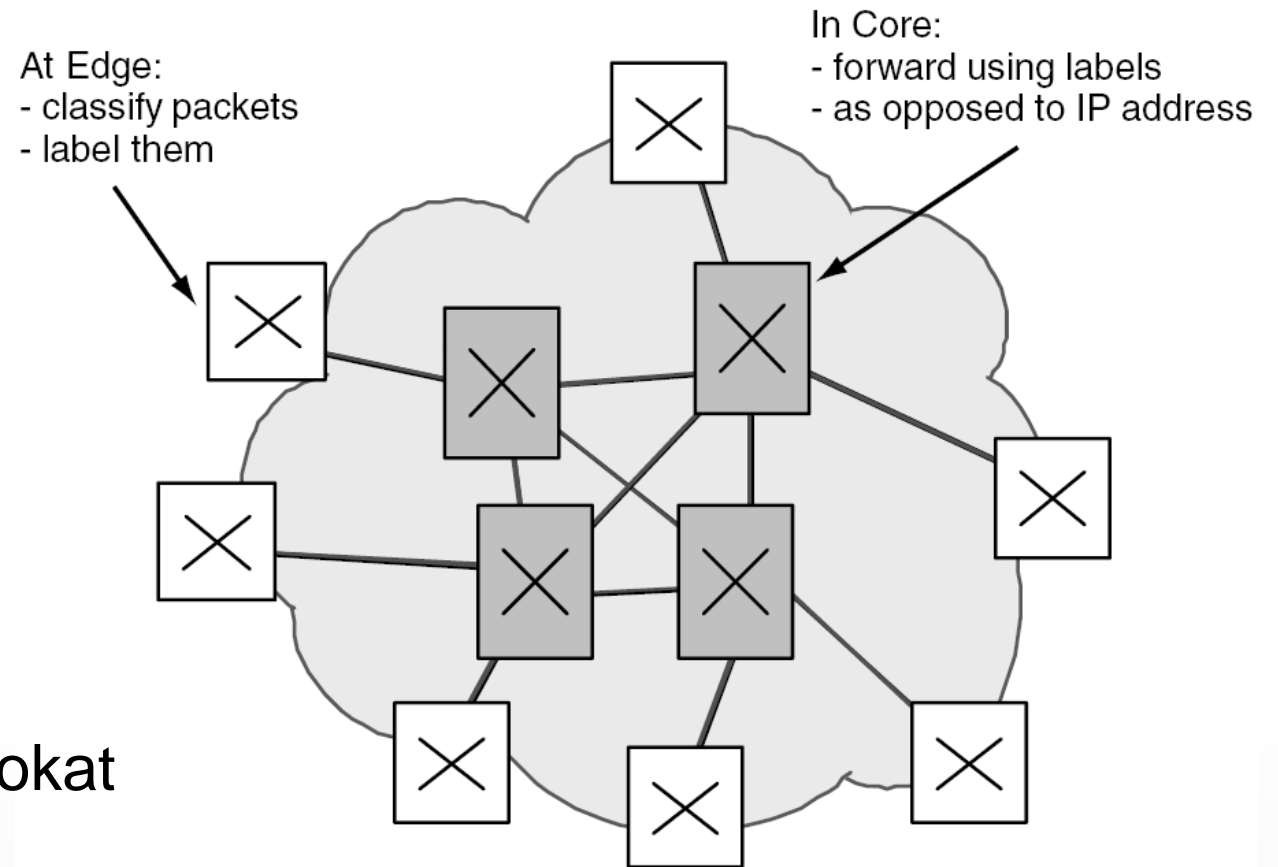 At Edge:
- classify packets
- label them
In Core:
- forward using labels
- as opposed to IP address
okat